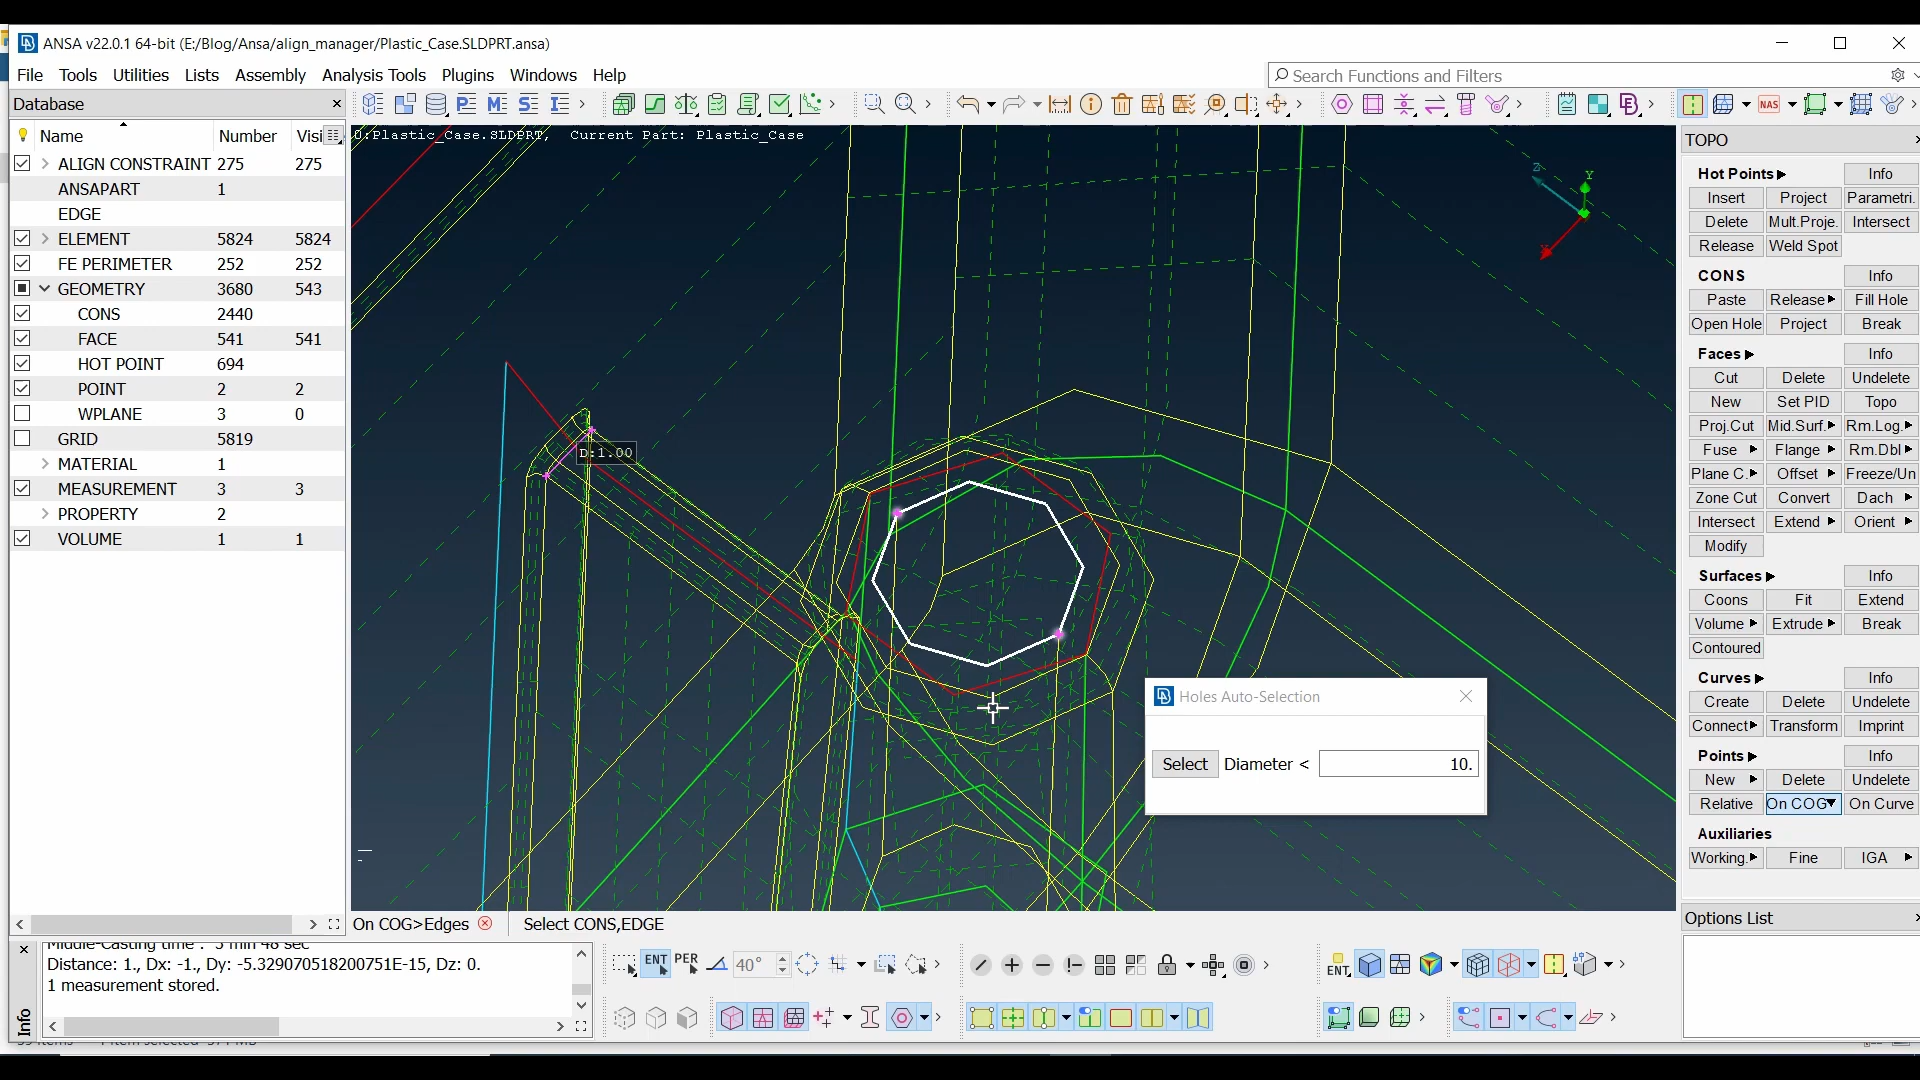 ANSA v22.0.1 64-bit (E:/Blog/Ansa/align_manager/Plastic_Case.SLDPRT.ansa)
File Tools Utilities Lists Assembly Analysis Tools Plugins Windows Help
Search Functions and Filters
Database
Name Number Visi
ALIGN CONSTRAINT 275 275
ANSAPART 1
EDGE
ELEMENT 5824 5824
FE PERIMETER 252 252
GEOMETRY 3680 543
CONS 2440
FACE 541 541
HOT POINT 694
POINT 2 2
WPLANE 3 0
GRID 5819
MATERIAL 1
MEASUREMENT 3 3
PROPERTY 2
VOLUME 1 1
0:Plastic_Case.SLDPRT, Current Part: Plastic_Case
NAS
Z
Y
X
D:1.00
Holes Auto-Selection
Select Diameter < 10.
TOPO
Hot Points Info
Insert Project Parametri.
Delete Mult.Proje. Intersect
Release Weld Spot
CONS Info
Paste Release Fill Hole
Open Hole Project Break
Faces Info
Cut Delete Undelete
New Set PID Topo
Proj.Cut Mid.Surf. Rm.Log.
Fuse Flange Rm.Dbl
Plane C. Offset Freeze/Un
Zone Cut Convert Dach
Intersect Extend Orient
Modify
Surfaces Info
Coons Fit Extend
Volume Extrude Break
Contoured
Curves Info
Create Delete Undelete
Connect Transform Imprint
Points Info
New Delete Undelete
Relative On COG On Curve
Auxiliaries
Working. Fine IGA
Options List
On COG>Edges Select CONS,EDGE
Middle-Casting time : 5 min 48 sec
Distance: 1., Dx: -1., Dy: -5.329070518200751E-15, Dz: 0.
1 measurement stored.
Info
ENT PER 40°
ENT